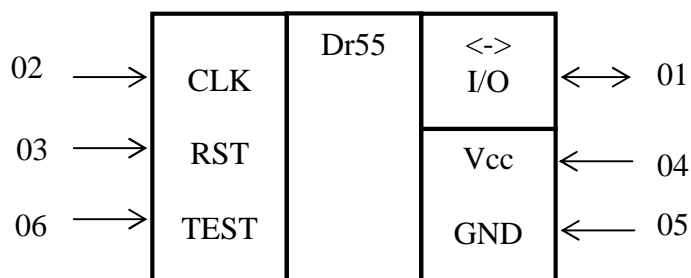 Dr55
<->
02
CLK
I/O
01
03
RST
Vcc
04
06
TEST
GND
05